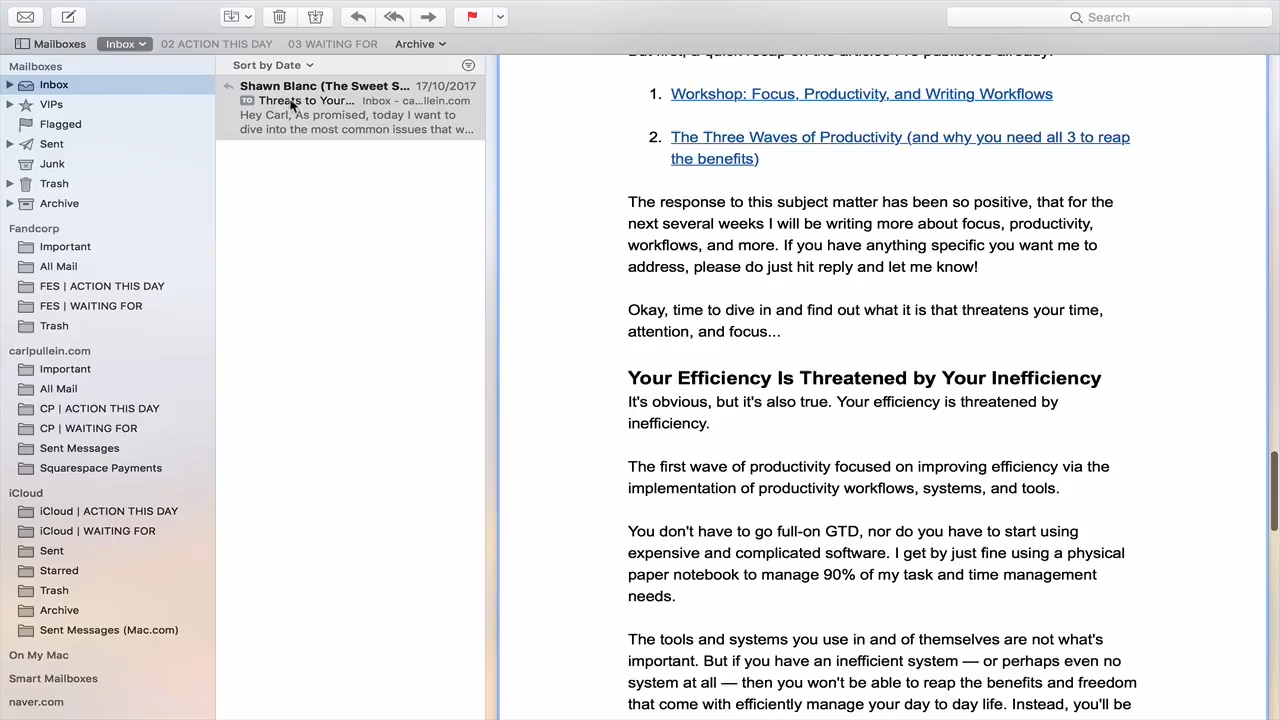 Search
Mailboxes
Inbox
02 ACTION THIS DAY
03 WAITING FOR
Archive
Mailboxes
Inbox
VIPs
Flagged
Sent
Junk
Trash
Archive
Fandcorp
Important
All Mail
FES | ACTION THIS DAY
FES | WAITING FOR
Trash
carlpullein.com
Important
All Mail
CP | ACTION THIS DAY
CP | WAITING FOR
Sent Messages
Squarespace Payments
iCloud
iCloud | ACTION THIS DAY
iCloud | WAITING FOR
Sent
Starred
Trash
Archive
Sent Messages (Mac.com)
On My Mac
Smart Mailboxes
naver.com
Sort by Date
Shawn Blanc (The Sweet S... 17/10/2017
TO Threats to Your... Inbox - ca...llein.com
Hey Carl, As promised, today I want to
dive into the most common issues that w...
But first, a quick recap on the articles I've published already:
1. Workshop: Focus, Productivity, and Writing Workflows
2. The Three Waves of Productivity (and why you need all 3 to reap
the benefits)
The response to this subject matter has been so positive, that for the
next several weeks I will be writing more about focus, productivity,
workflows, and more. If you have anything specific you want me to
address, please do just hit reply and let me know!
Okay, time to dive in and find out what it is that threatens your time,
attention, and focus...
Your Efficiency Is Threatened by Your Inefficiency
It's obvious, but it's also true. Your efficiency is threatened by
inefficiency.
The first wave of productivity focused on improving efficiency via the
implementation of productivity workflows, systems, and tools.
You don't have to go full-on GTD, nor do you have to start using
expensive and complicated software. I get by just fine using a physical
paper notebook to manage 90% of my task and time management
needs.
The tools and systems you use in and of themselves are not what's
important. But if you have an inefficient system — or perhaps even no
system at all — then you won't be able to reap the benefits and freedom
that come with efficiently manage your day to day life. Instead, you'll be